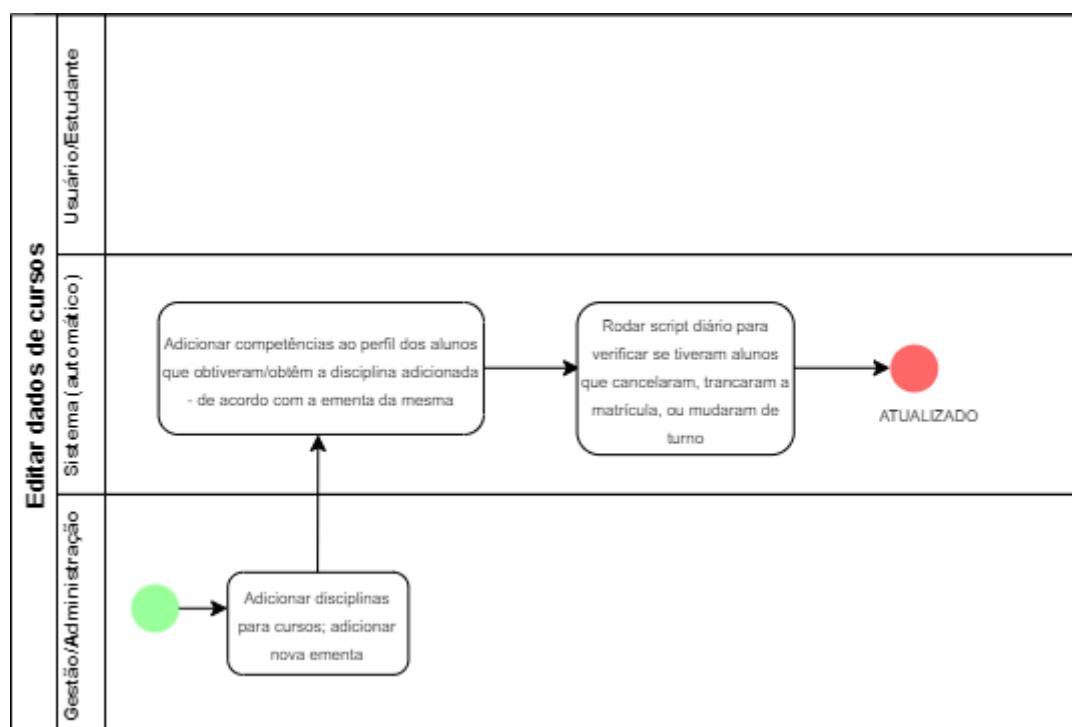 Editar dados de cursos
Usuário/Estudante
Sistema(automático)
Adicionar competências ao perfil dos alunos
que obtiveram/obtêm a disciplina adicionada
- de acordo com a ementa da mesma
Rodar script diário para
verificar se tiveram alunos
que cancelaram, trancaram a
matrícula, ou mudaram de
turno
ATUALIZADO
Gestão/Administração
Adicionar disciplinas
para cursos; adicionar
nova ementa